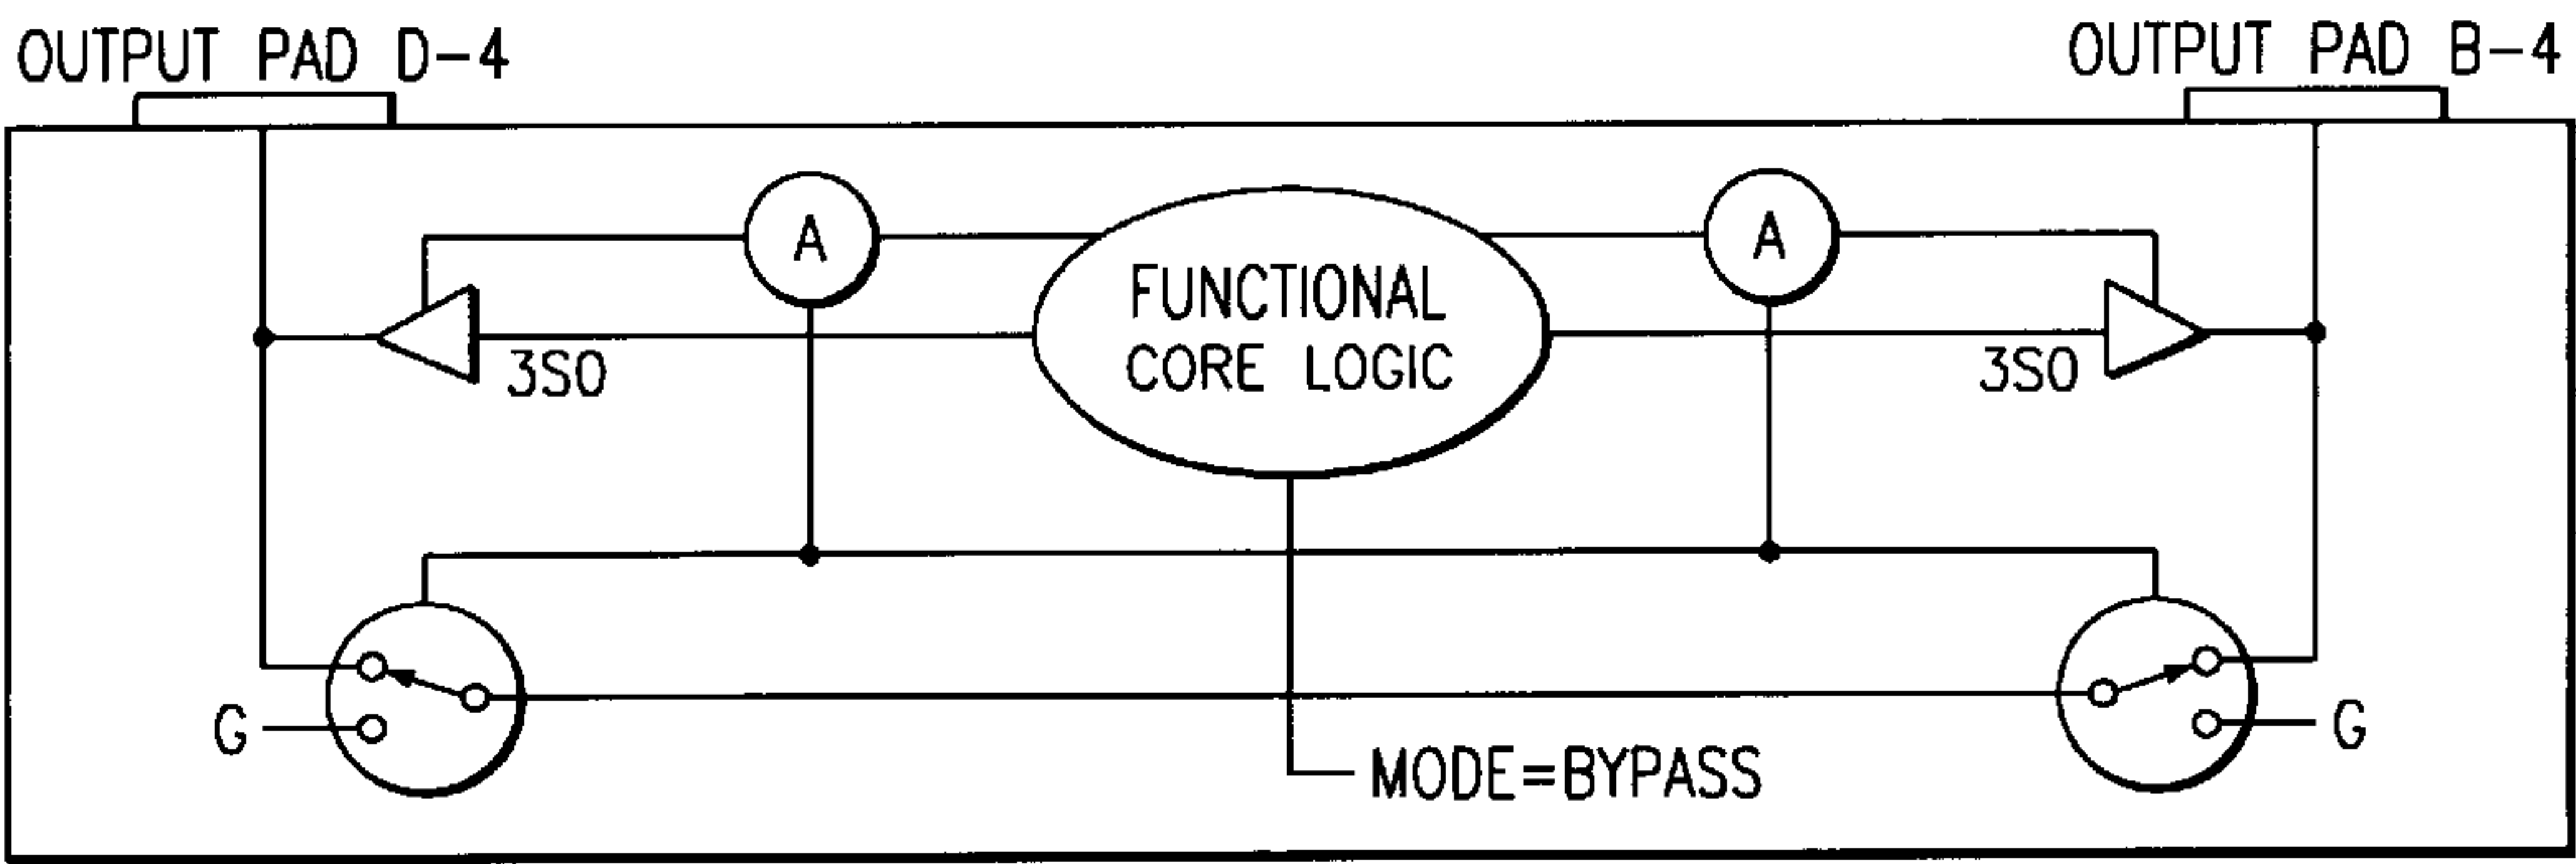 OUTPUT PAD D-4
OUTPUT PAD B-4
A
A
FUNCTIONAL
CORE LOGIC
3SO
3SO
G
G
MODE=BYPASS